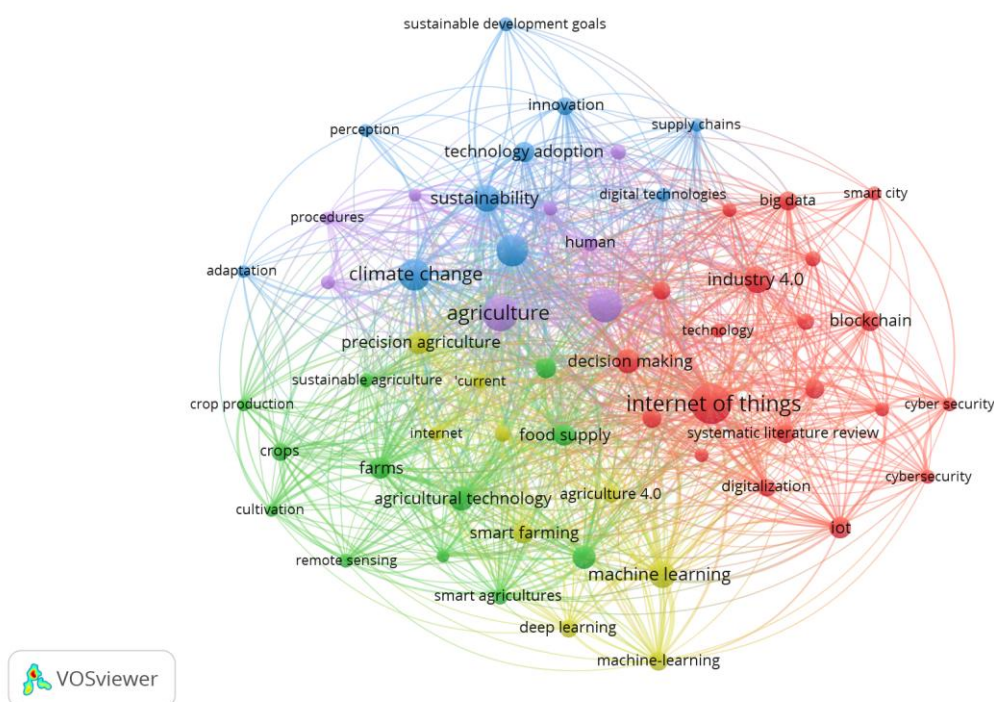 sustainable development goals
innovation
perception
supply chains
technology adoption
sustainability
digital technologies
big data
smart city
procedures
human
adaptation
climate change
industry 4.0
agriculture
technology
blockchain
precision agriculture
decision making
sustainable agriculture
'current
crop production
internet of things
cyber security
internet
food supply
systematic literature review
crops
farms
cybersecurity
digitalization
agricultural technology
agriculture 4.0
cultivation
smart farming
iot
remote sensing
machine learning
smart agricultures
deep learning
machine-learning
VOSviewer